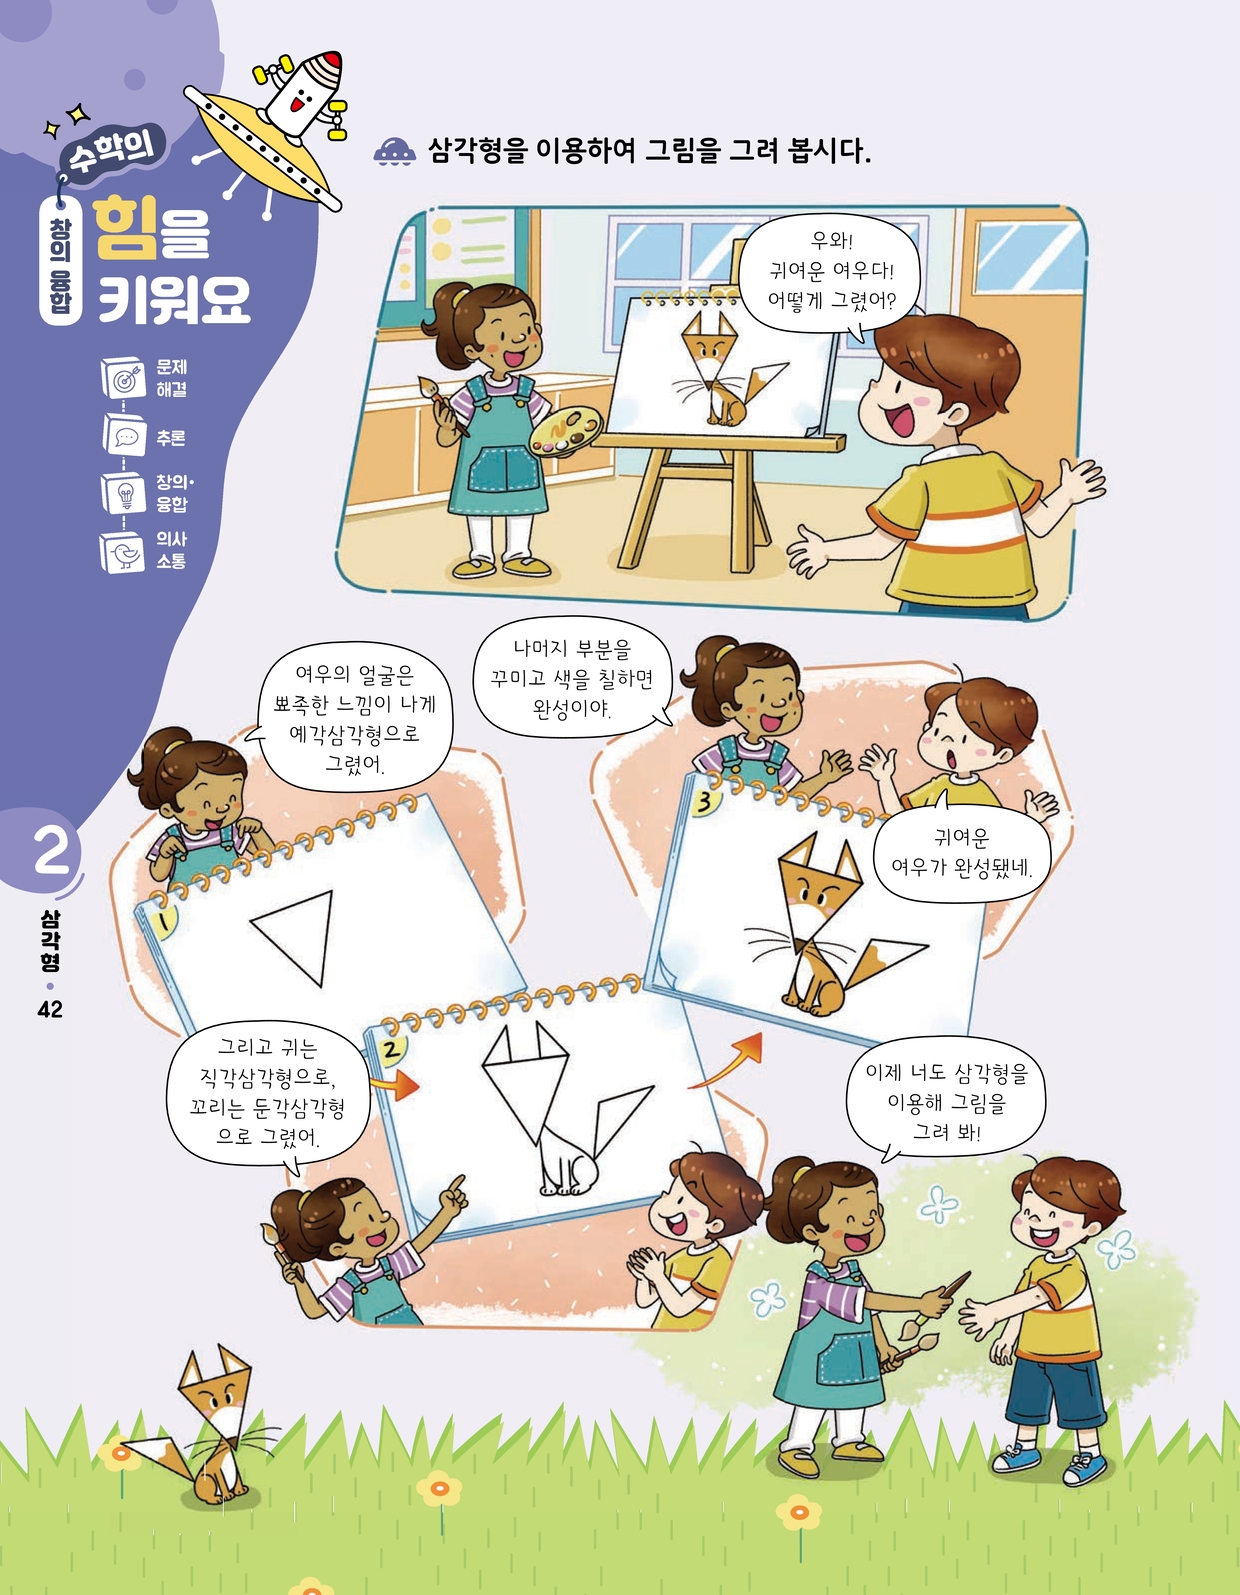 수학의
힘을
키워요
창의 융합
문제
해결
추론
창의•
융합
의사
소통
삼각형을 이용하여 그림을 그려 봅시다.
우와!
귀여운 여우다!
어떻게 그렸어?
여우의 얼굴은
뾰족한 느낌이 나게
예각삼각형으로
그렸어.
1
그리고 귀는
직각삼각형으로,
꼬리는 둔각삼각형
으로 그렸어.
2
나머지 부분을
꾸미고 색을 칠하면
완성이야.
3
귀여운
여우가 완성됐네.
이제 너도 삼각형을
이용해 그림을
그려 봐!
2
삼각형
•
42